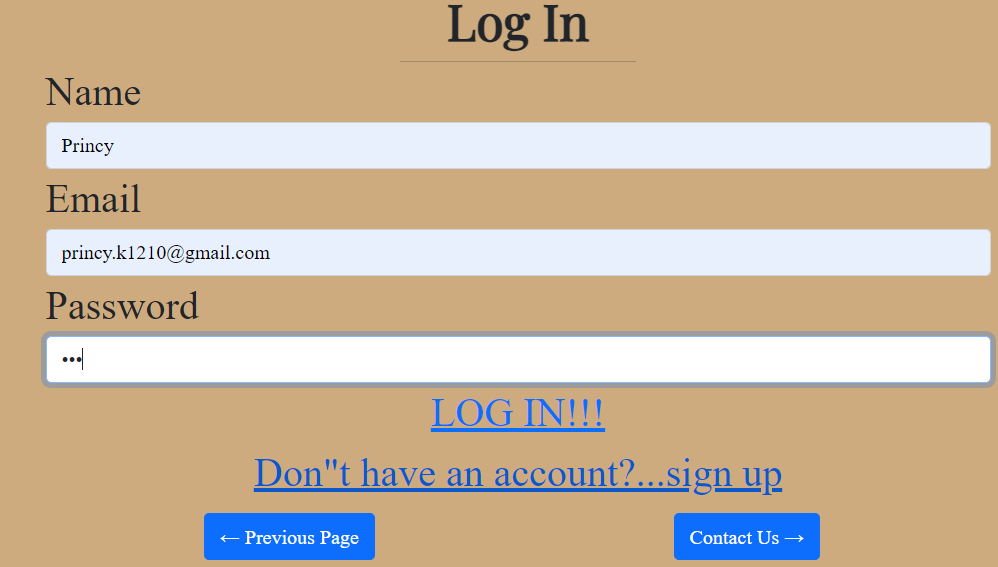 Log In
Name
Princy
Email
princy.k1210@gmail.com
Password
•••
LOG IN!!!
Don"t have an account?...sign up
← Previous Page
Contact Us →